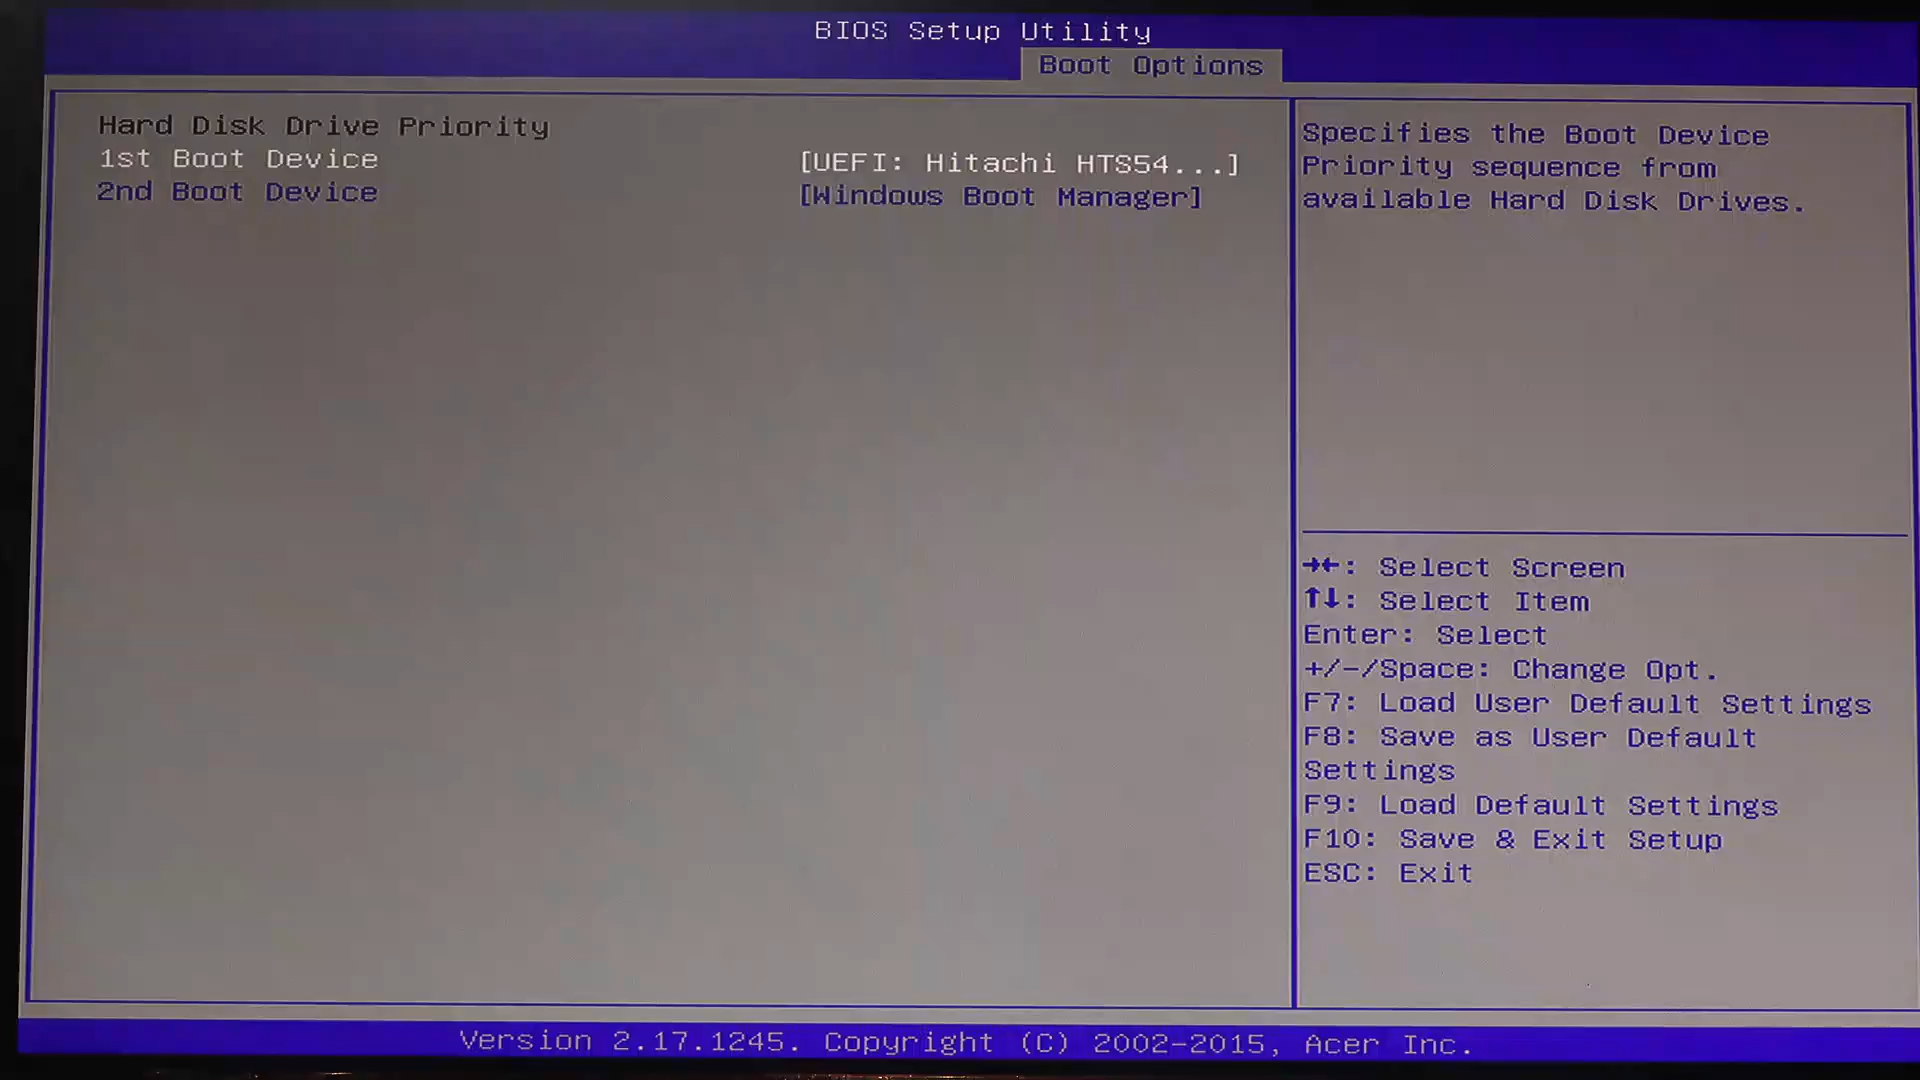 BIOS Setup Utility
Boot Options
Hard Disk Drive Priority
1st Boot Device [UEFI: Hitachi HTS54...]
2nd Boot Device [Windows Boot Manager]
Specifies the Boot Device
Priority sequence from
available Hard Disk Drives.
→←: Select Screen
↑↓: Select Item
Enter: Select
+/-/Space: Change Opt.
F7: Load User Default Settings
F8: Save as User Default
Settings
F9: Load Default Settings
F10: Save & Exit Setup
ESC: Exit
Version 2.17.1245. Copyright (C) 2002-2015, Acer Inc.